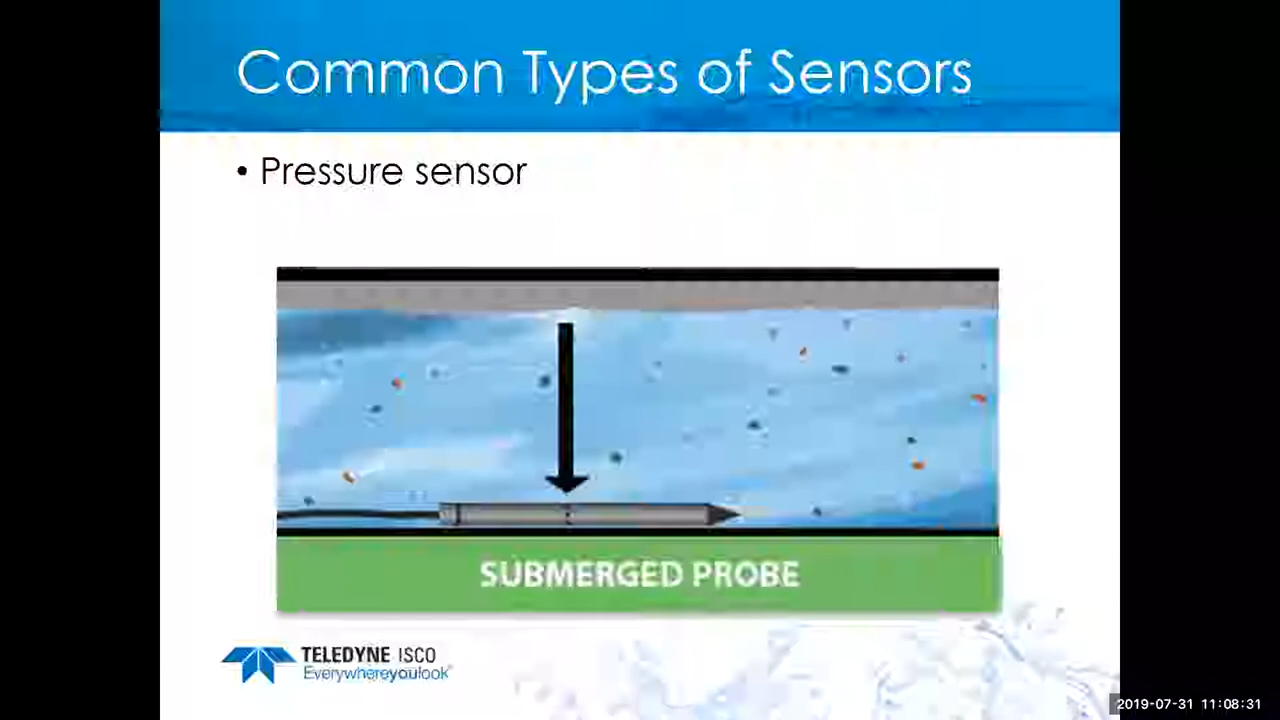 Common Types of Sensors
• Pressure sensor
SUBMERGED PROBE
TELEDYNE ISCO
Everywhereyoulook
2019-07-31 11:08:31